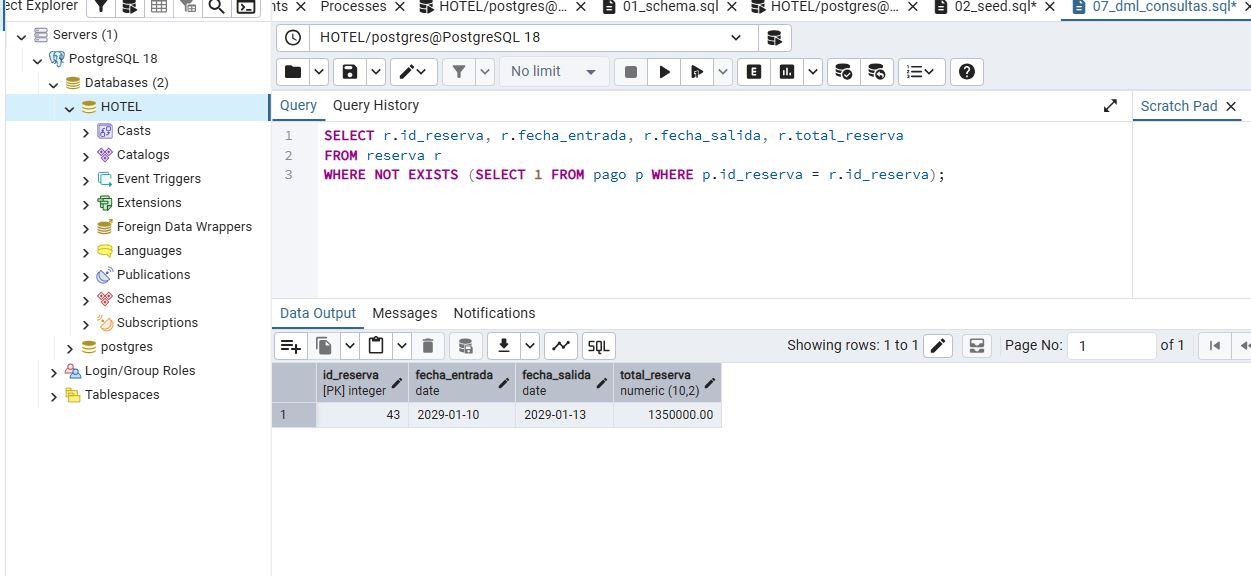 ect Explorer
nts
Processes
HOTEL/postgres@...
01_schema.sql
HOTEL/postgres@...
02_seed.sql*
07_dml_consultas.sql*
Servers (1)
PostgreSQL 18
Databases (2)
HOTEL
Casts
Catalogs
Event Triggers
Extensions
Foreign Data Wrappers
Languages
Publications
Schemas
Subscriptions
postgres
Login/Group Roles
Tablespaces
HOTEL/postgres@PostgreSQL 18
No limit
E
Query Query History
Scratch Pad
1 SELECT r.id_reserva, r.fecha_entrada, r.fecha_salida, r.total_reserva
2 FROM reserva r
3 WHERE NOT EXISTS (SELECT 1 FROM pago p WHERE p.id_reserva = r.id_reserva);
Data Output Messages Notifications
SQL Showing rows: 1 to 1 Page No: 1 of 1
id_reserva fecha_entrada fecha_salida total_reserva
[PK] integer date date numeric (10,2)
1 43 2029-01-10 2029-01-13 1350000.00